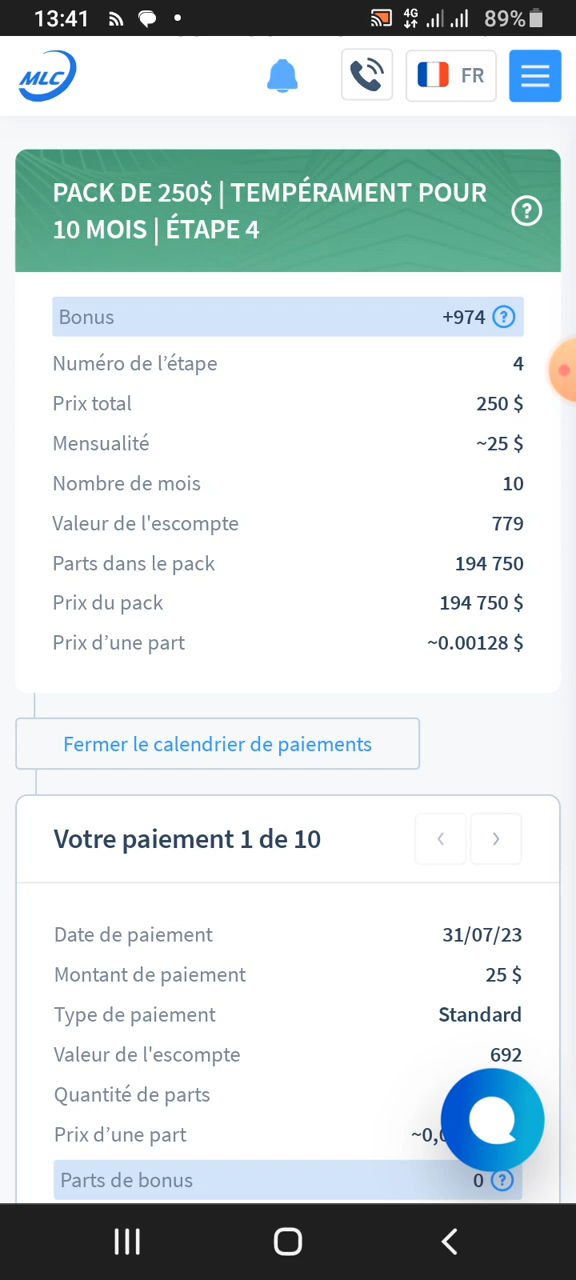 13:41
4G
89%
MLC
FR
PACK DE 250$ | TEMPÉRAMENT POUR
10 MOIS | ÉTAPE 4
?
Bonus +974 ?
Numéro de l'étape 4
Prix total 250 $
Mensualité ~25 $
Nombre de mois 10
Valeur de l'escompte 779
Parts dans le pack 194 750
Prix du pack 194 750 $
Prix d'une part ~0.00128 $
Fermer le calendrier de paiements
Votre paiement 1 de 10
Date de paiement 31/07/23
Montant de paiement 25 $
Type de paiement Standard
Valeur de l'escompte 692
Quantité de parts
Prix d'une part
Parts de bonus 0 ?